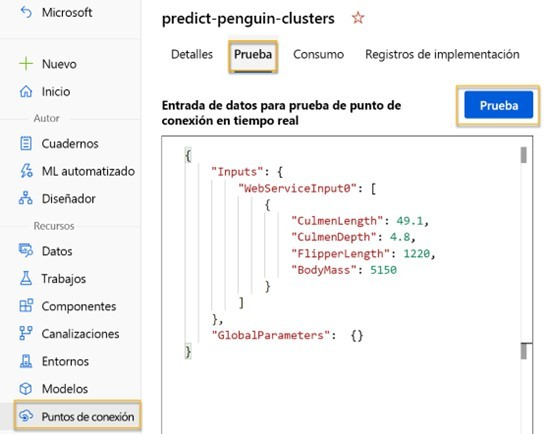 Microsoft
Nuevo
Inicio
Autor
Cuadernos
ML automatizado
Diseñador
Recursos
Datos
Trabajos
Componentes
Canalizaciones
Entornos
Modelos
Puntos de conexión
predict-penguin-clusters
Detalles Prueba Consumo Registros de implementación
Entrada de datos para prueba de punto de
conexión en tiempo real
Prueba
{
"Inputs": {
"WebServiceInput0": [
{
"CulmenLength": 49.1,
"CulmenDepth": 4.8,
"FlipperLength": 1220,
"BodyMass": 5150
}
]
},
"GlobalParameters": {}
}